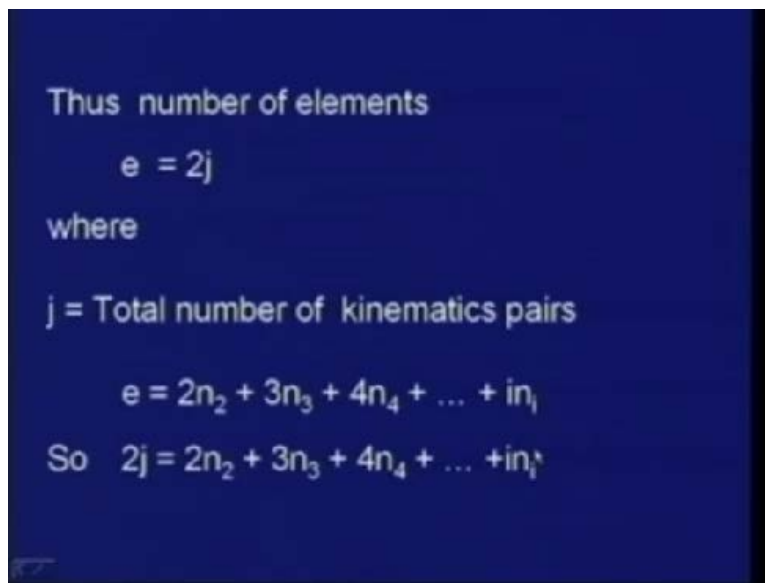 Thus number of elements
e = 2j
where
j = Total number of kinematics pairs
e = 2n₂ + 3n₃ + 4n₄ + ... + inᵢ
So 2j = 2n₂ + 3n₃ + 4n₄ + ... +inᵢ